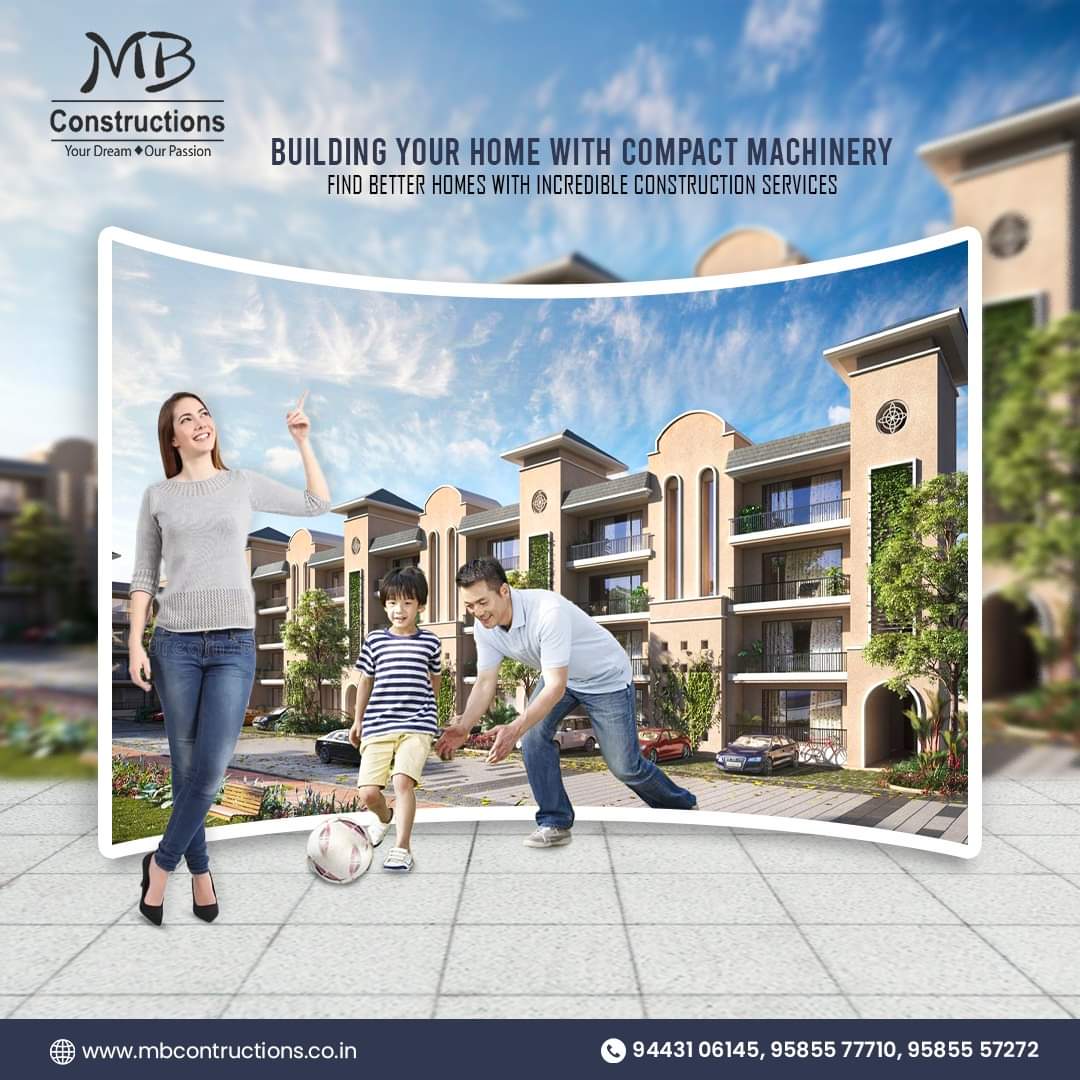 MB
Constructions
Your Dream ◆ Our Passion
BUILDING YOUR HOME WITH COMPACT MACHINERY
FIND BETTER HOMES WITH INCREDIBLE CONSTRUCTION SERVICES
www.mbcontructions.co.in
94431 06145, 95855 77710, 95855 57272